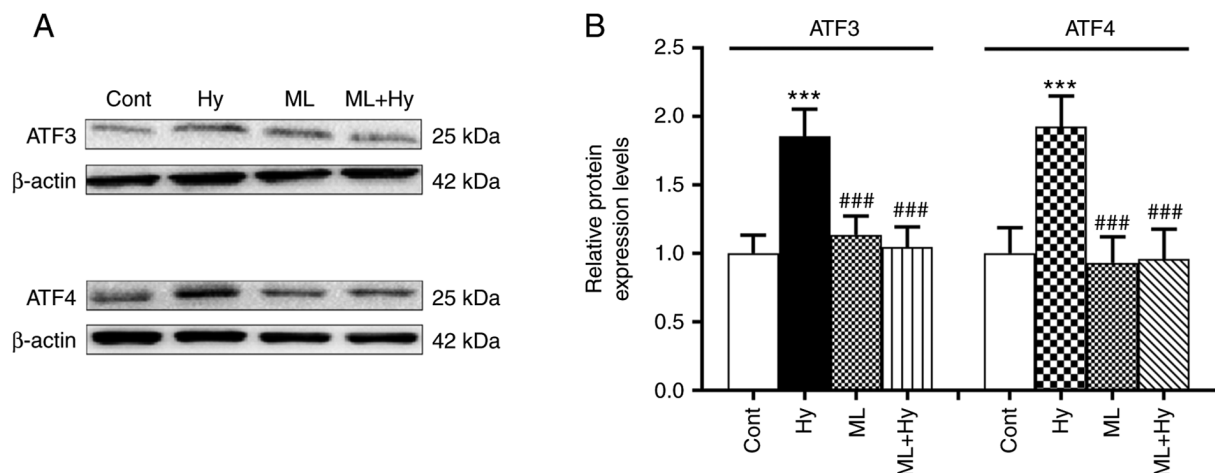 A
Cont Hy ML ML+Hy
ATF3 25 kDa
β-actin 42 kDa
ATF4 25 kDa
β-actin 42 kDa
B
ATF3 ATF4
Relative protein
expression levels
2.5
2.0
1.5
1.0
0.5
0.0
*** ### ### *** ### ###
Cont Hy ML ML+Hy Cont Hy ML ML+Hy